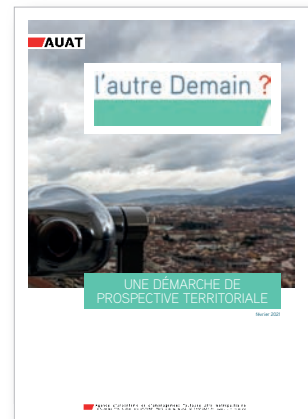 AUAT
l'autre Demain ?
UNE DÉMARCHE DE
PROSPECTIVE TERRITORIALE
février 2021